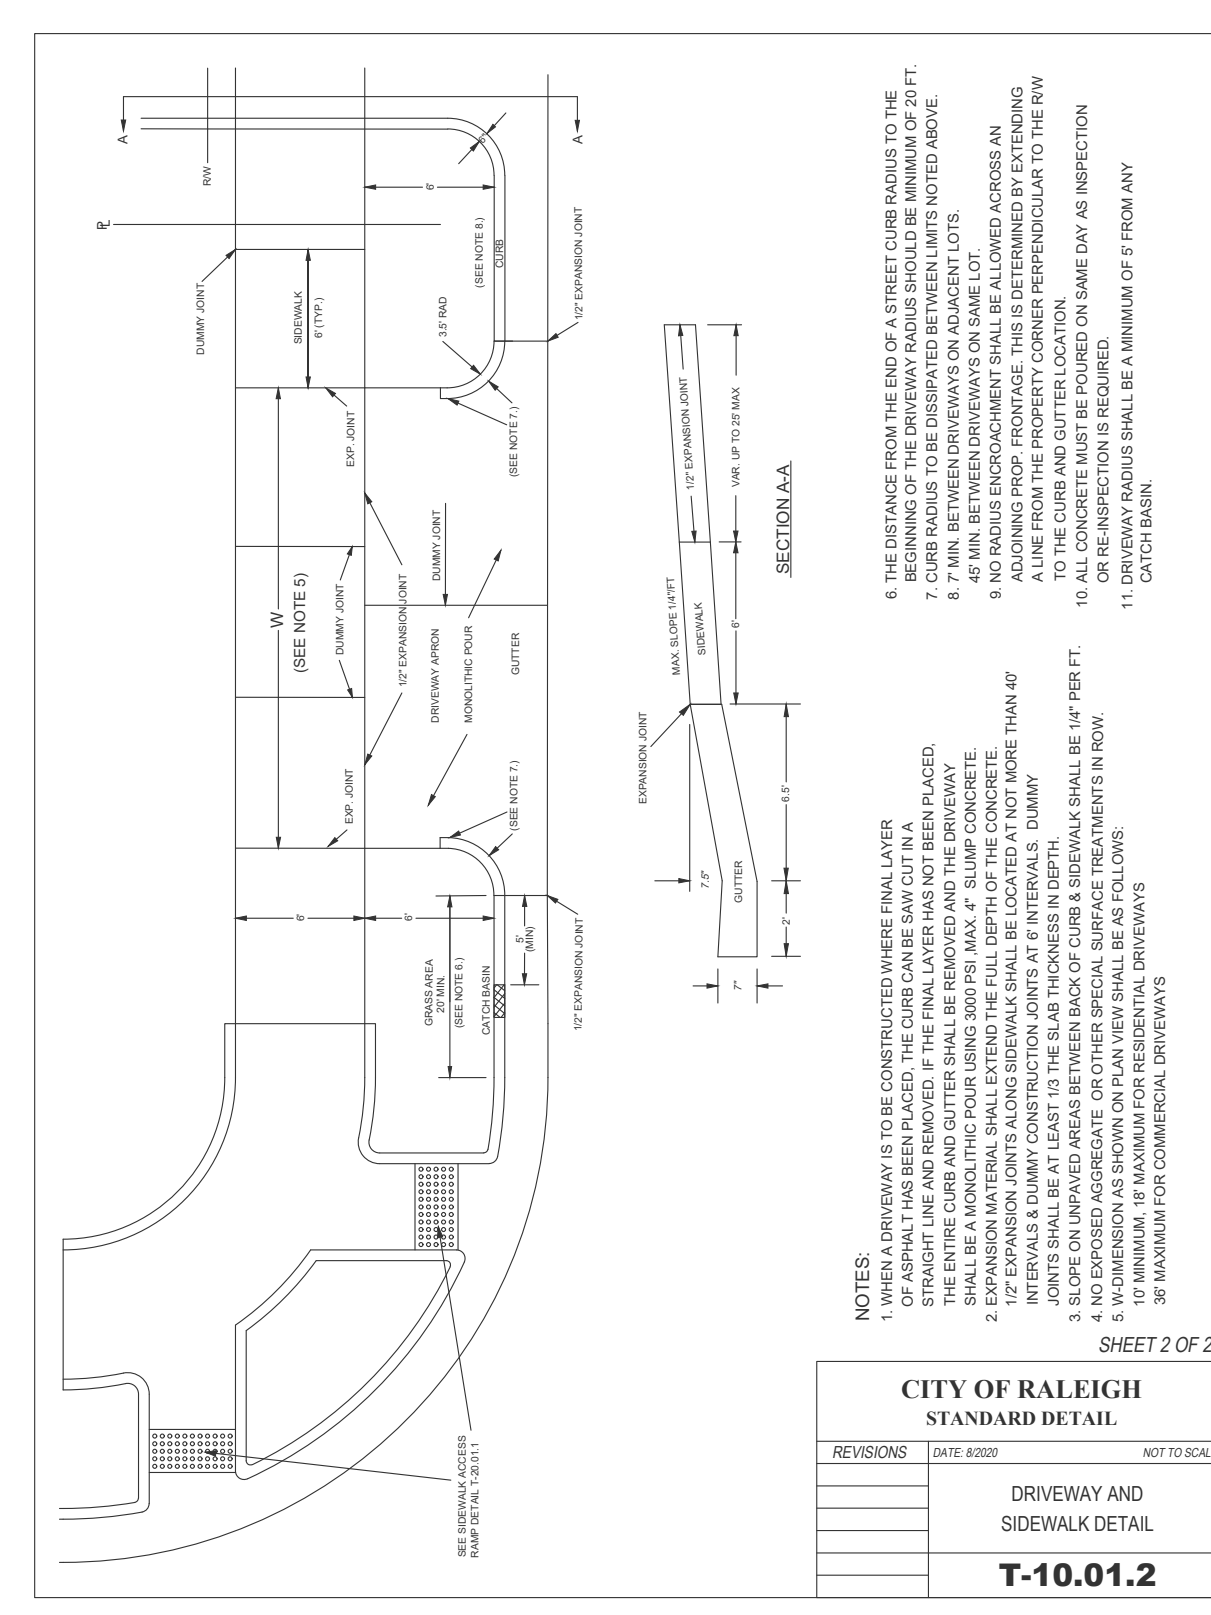 A
A
R/W
PL
6"
6'
DUMMY JOINT
SIDEWALK
6' (TYP.)
3.5' RAD
(SEE NOTE 8.)
CURB
1/2" EXPANSION JOINT
EXP. JOINT
(SEE NOTE 7.)
W
(SEE NOTE 5)
DUMMY JOINT
1/2" EXPANSION JOINT
DUMMY JOINT
DRIVEWAY APRON
MONOLITHIC POUR
GUTTER
EXP. JOINT
(SEE NOTE 7.)
6'
6'
GRASS AREA
20' MIN.
(SEE NOTE 6.)
CATCH BASIN
5'
(MIN)
1/2" EXPANSION JOINT
SEE SIDEWALK ACCESS
RAMP DETAIL T-20.01.1
EXPANSION JOINT
MAX. SLOPE 1/4"/FT
SIDEWALK
1/2" EXPANSION JOINT
VAR. UP TO 25' MAX
6'
6.5'
7.5"
GUTTER
2'
7"
SECTION A-A
NOTES:
1. WHEN A DRIVEWAY IS TO BE CONSTRUCTED WHERE FINAL LAYER
OF ASPHALT HAS BEEN PLACED, THE CURB CAN BE SAW CUT IN A
STRAIGHT LINE AND REMOVED. IF THE FINAL LAYER HAS NOT BEEN PLACED,
THE ENTIRE CURB AND GUTTER SHALL BE REMOVED AND THE DRIVEWAY
SHALL BE A MONOLITHIC POUR USING 3000 PSI ,MAX. 4" SLUMP CONCRETE.
2. EXPANSION MATERIAL SHALL EXTEND THE FULL DEPTH OF THE CONCRETE.
1/2" EXPANSION JOINTS ALONG SIDEWALK SHALL BE LOCATED AT NOT MORE THAN 40'
INTERVALS & DUMMY CONSTRUCTION JOINTS AT 6' INTERVALS. DUMMY
JOINTS SHALL BE AT LEAST 1/3 THE SLAB THICKNESS IN DEPTH.
3. SLOPE ON UNPAVED AREAS BETWEEN BACK OF CURB & SIDEWALK SHALL BE 1/4" PER FT.
4. NO EXPOSED AGGREGATE OR OTHER SPECIAL SURFACE TREATMENTS IN ROW.
5. W-DIMENSION AS SHOWN ON PLAN VIEW SHALL BE AS FOLLOWS:
10' MINIMUM, 18' MAXIMUM FOR RESIDENTIAL DRIVEWAYS
36' MAXIMUM FOR COMMERCIAL DRIVEWAYS
6. THE DISTANCE FROM THE END OF A STREET CURB RADIUS TO THE
BEGINNING OF THE DRIVEWAY RADIUS SHOULD BE MINIMUM OF 20 FT.
7. CURB RADIUS TO BE DISSIPATED BETWEEN LIMITS NOTED ABOVE.
8. 7' MIN. BETWEEN DRIVEWAYS ON ADJACENT LOTS.
45' MIN. BETWEEN DRIVEWAYS ON SAME LOT.
9. NO RADIUS ENCROACHMENT SHALL BE ALLOWED ACROSS AN
ADJOINING PROP. FRONTAGE. THIS IS DETERMINED BY EXTENDING
A LINE FROM THE PROPERTY CORNER PERPENDICULAR TO THE R/W
TO THE CURB AND GUTTER LOCATION.
10. ALL CONCRETE MUST BE POURED ON SAME DAY AS INSPECTION
OR RE-INSPECTION IS REQUIRED.
11. DRIVEWAY RADIUS SHALL BE A MINIMUM OF 5' FROM ANY
CATCH BASIN.
SHEET 2 OF 2
CITY OF RALEIGH
STANDARD DETAIL
REVISIONS
DATE: 8/2020
NOT TO SCAL
DRIVEWAY AND
SIDEWALK DETAIL
T-10.01.2